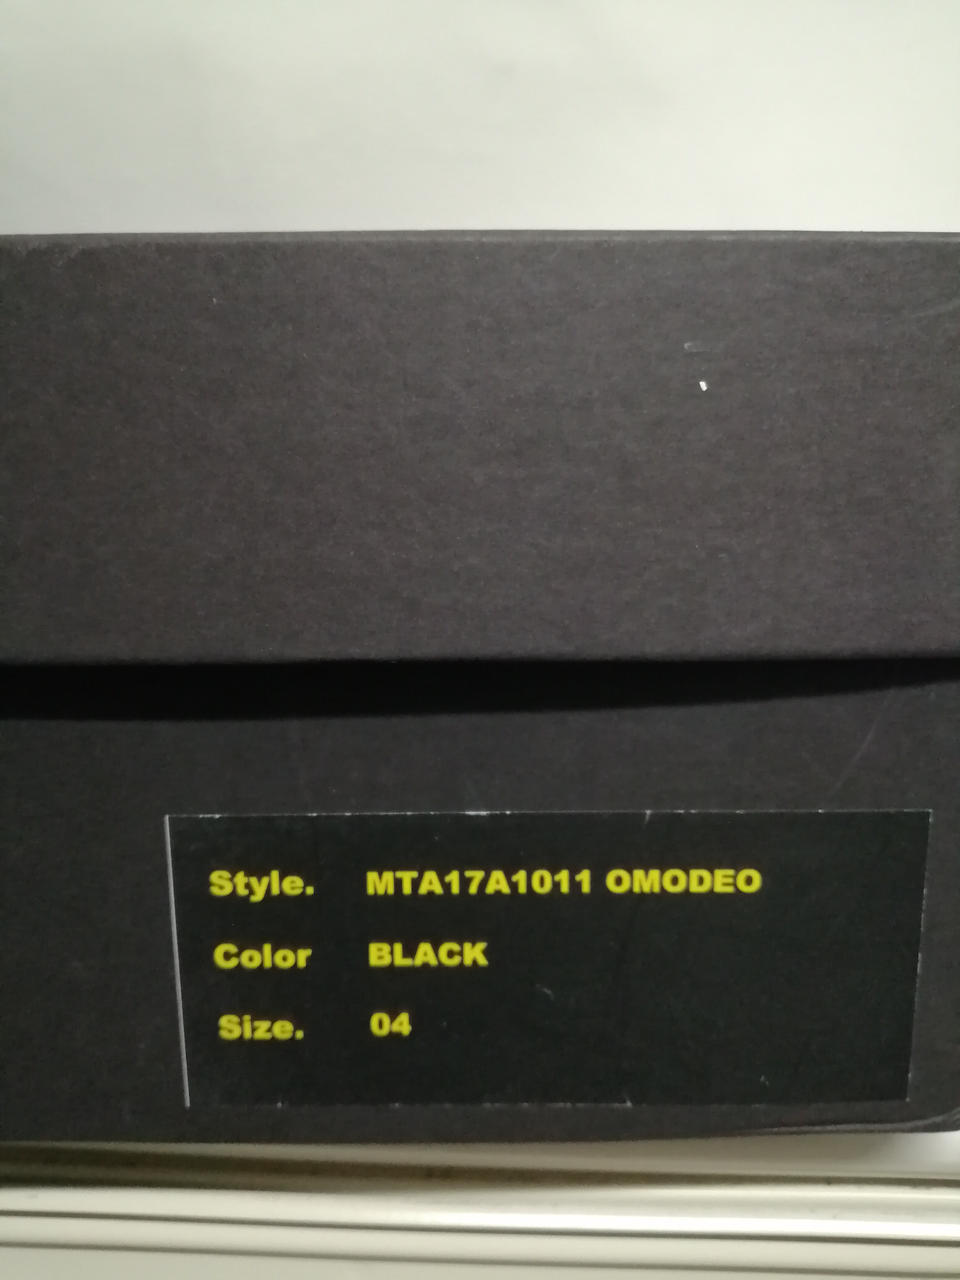 Style. MTA17A1011 OMODEO
Color BLACK
Size. 04